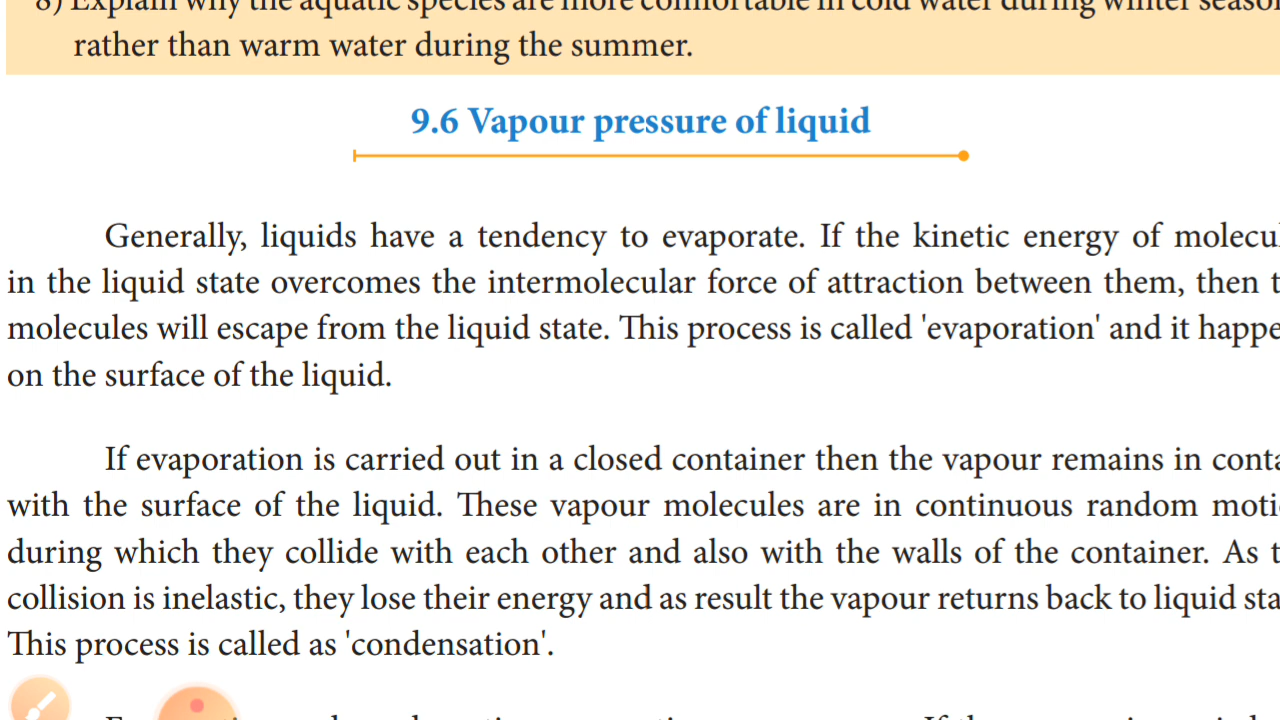 8) Explain why the aquatic species are more comfortable in cold water during winter
rather than warm water during the summer.
9.6 Vapour pressure of liquid
Generally, liquids have a tendency to evaporate. If the kinetic energy of
in the liquid state overcomes the intermolecular force of attraction between them, then
molecules will escape from the liquid state. This process is called 'evaporation' and it
on the surface of the liquid.
If evaporation is carried out in a closed container then the vapour remains in
with the surface of the liquid. These vapour molecules are in continuous random
during which they collide with each other and also with the walls of the container. As
collision is inelastic, they lose their energy and as result the vapour returns back to liquid
This process is called as 'condensation'.